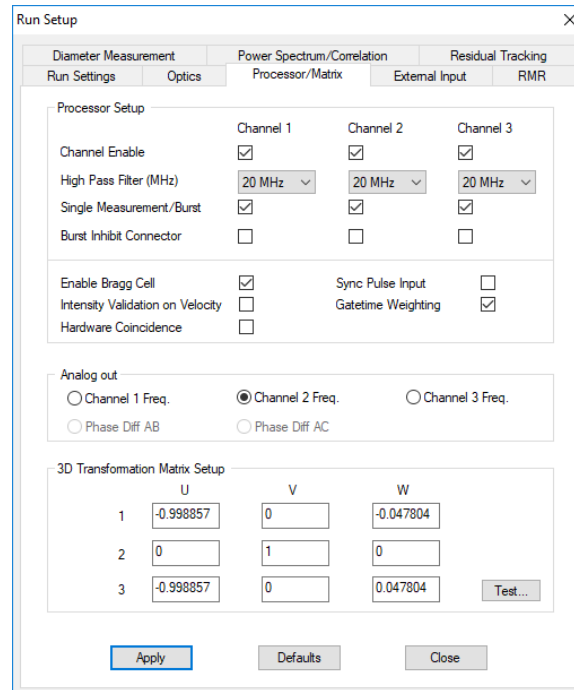 Run Setup
Diameter Measurement Power Spectrum/Correlation Residual Tracking
Run Settings Optics Processor/Matrix External Input RMR
Processor Setup
Channel 1 Channel 2 Channel 3
Channel Enable
High Pass Filter (MHz) 20 MHz 20 MHz 20 MHz
Single Measurement/Burst
Burst Inhibit Connector
Enable Bragg Cell Sync Pulse Input
Intensity Validation on Velocity Gatetime Weighting
Hardware Coincidence
Analog out
Channel 1 Freq. Channel 2 Freq. Channel 3 Freq.
Phase Diff AB Phase Diff AC
3D Transformation Matrix Setup
U V W
1 -0.998857 0 -0.047804
2 0 1 0
3 -0.998857 0 0.047804 Test...
Apply Defaults Close